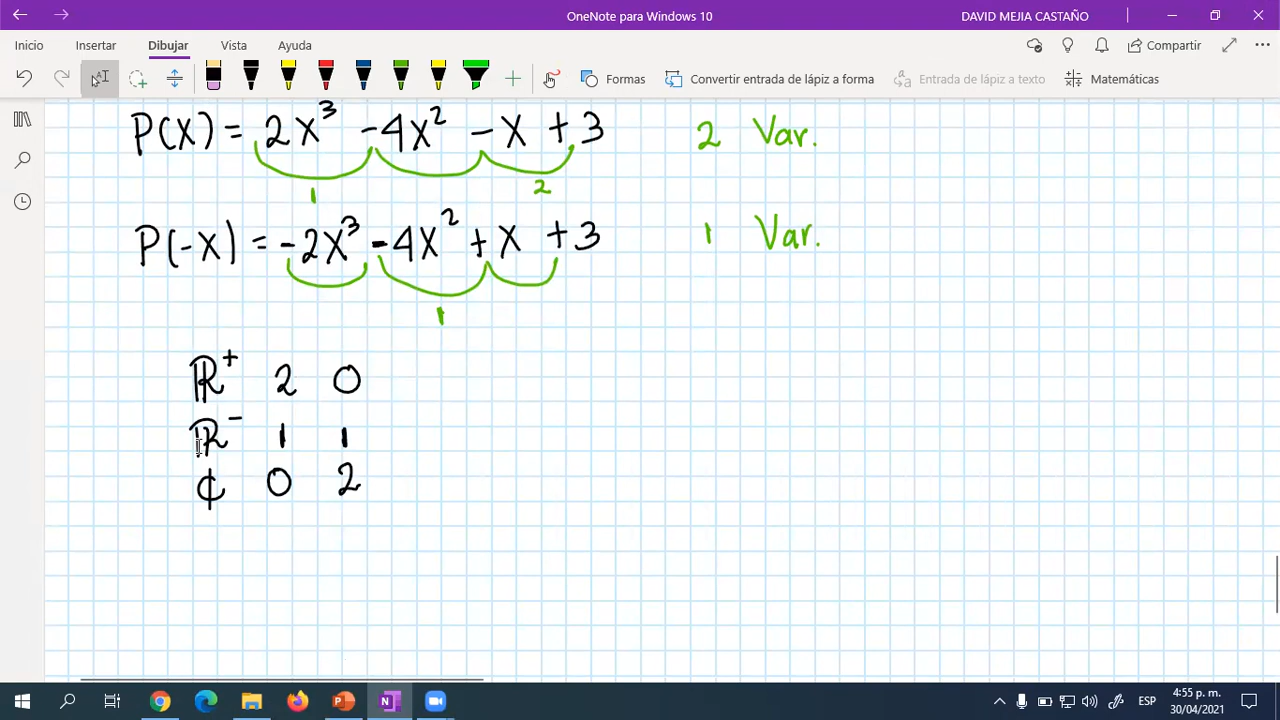 OneNote para Windows 10
DAVID MEJIA CASTAÑO
Inicio Insertar Dibujar Vista Ayuda
Compartir
Formas Convertir entrada de lápiz a forma Entrada de lápiz a texto Matemáticas
P(X) = 2X³ -4X² -X +3 2 Var.
1 2
P(-X) = -2X³ -4X² +X +3 1 Var.
1
ℝ⁺ 2 0
ℝ⁻ 1 1
ℂ 0 2
ESP
4:55 p. m.
30/04/2021